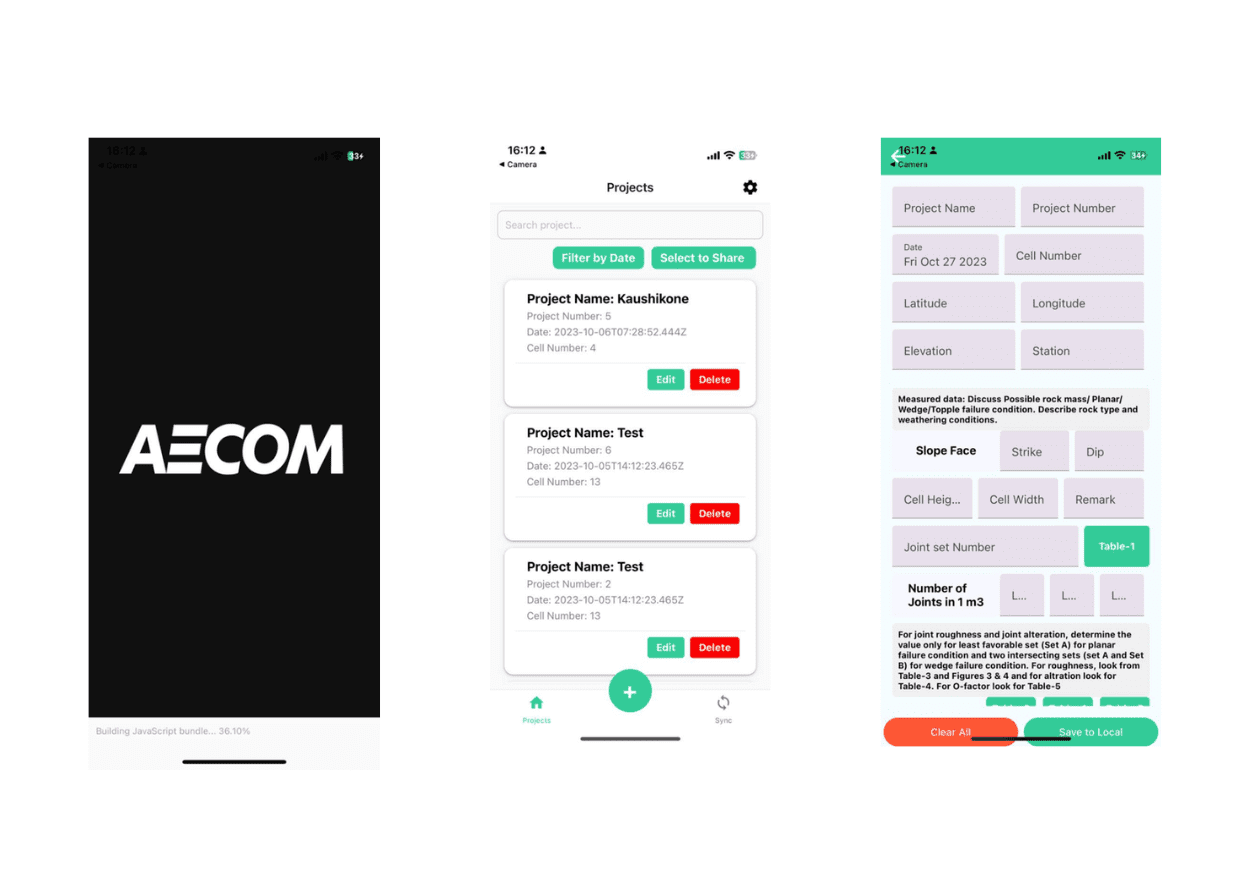 16:12
Camera
33
AECOM
Building JavaScript bundle... 36.10%
16:12
Camera
33
Projects
Search project...
Filter by Date
Select to Share
Project Name: Kaushikone
Project Number: 5
Date: 2023-10-06T07:28:52.444Z
Cell Number: 4
Edit
Delete
Project Name: Test
Project Number: 6
Date: 2023-10-05T14:12:23.465Z
Cell Number: 13
Edit
Delete
Project Name: Test
Project Number: 2
Date: 2023-10-05T14:12:23.465Z
Cell Number: 13
Edit
Delete
+
Projects
Sync
16:12
Camera
34
Project Name
Project Number
Date
Fri Oct 27 2023
Cell Number
Latitude
Longitude
Elevation
Station
Measured data: Discuss Possible rock mass/ Planar/
Wedge/Topple failure condition. Describe rock type and
weathering conditions.
Slope Face
Strike
Dip
Cell Heig...
Cell Width
Remark
Joint set Number
Table-1
Number of
Joints in 1 m3
L...
L...
L...
For joint roughness and joint alteration, determine the
value only for least favorable set (Set A) for planar
failure condition and two intersecting sets (set A and Set
B) for wedge failure condition. For roughness, look from
Table-3 and Figures 3 & 4 and for altration look for
Table-4. For O-factor look for Table-5
Clear All
Save to Local